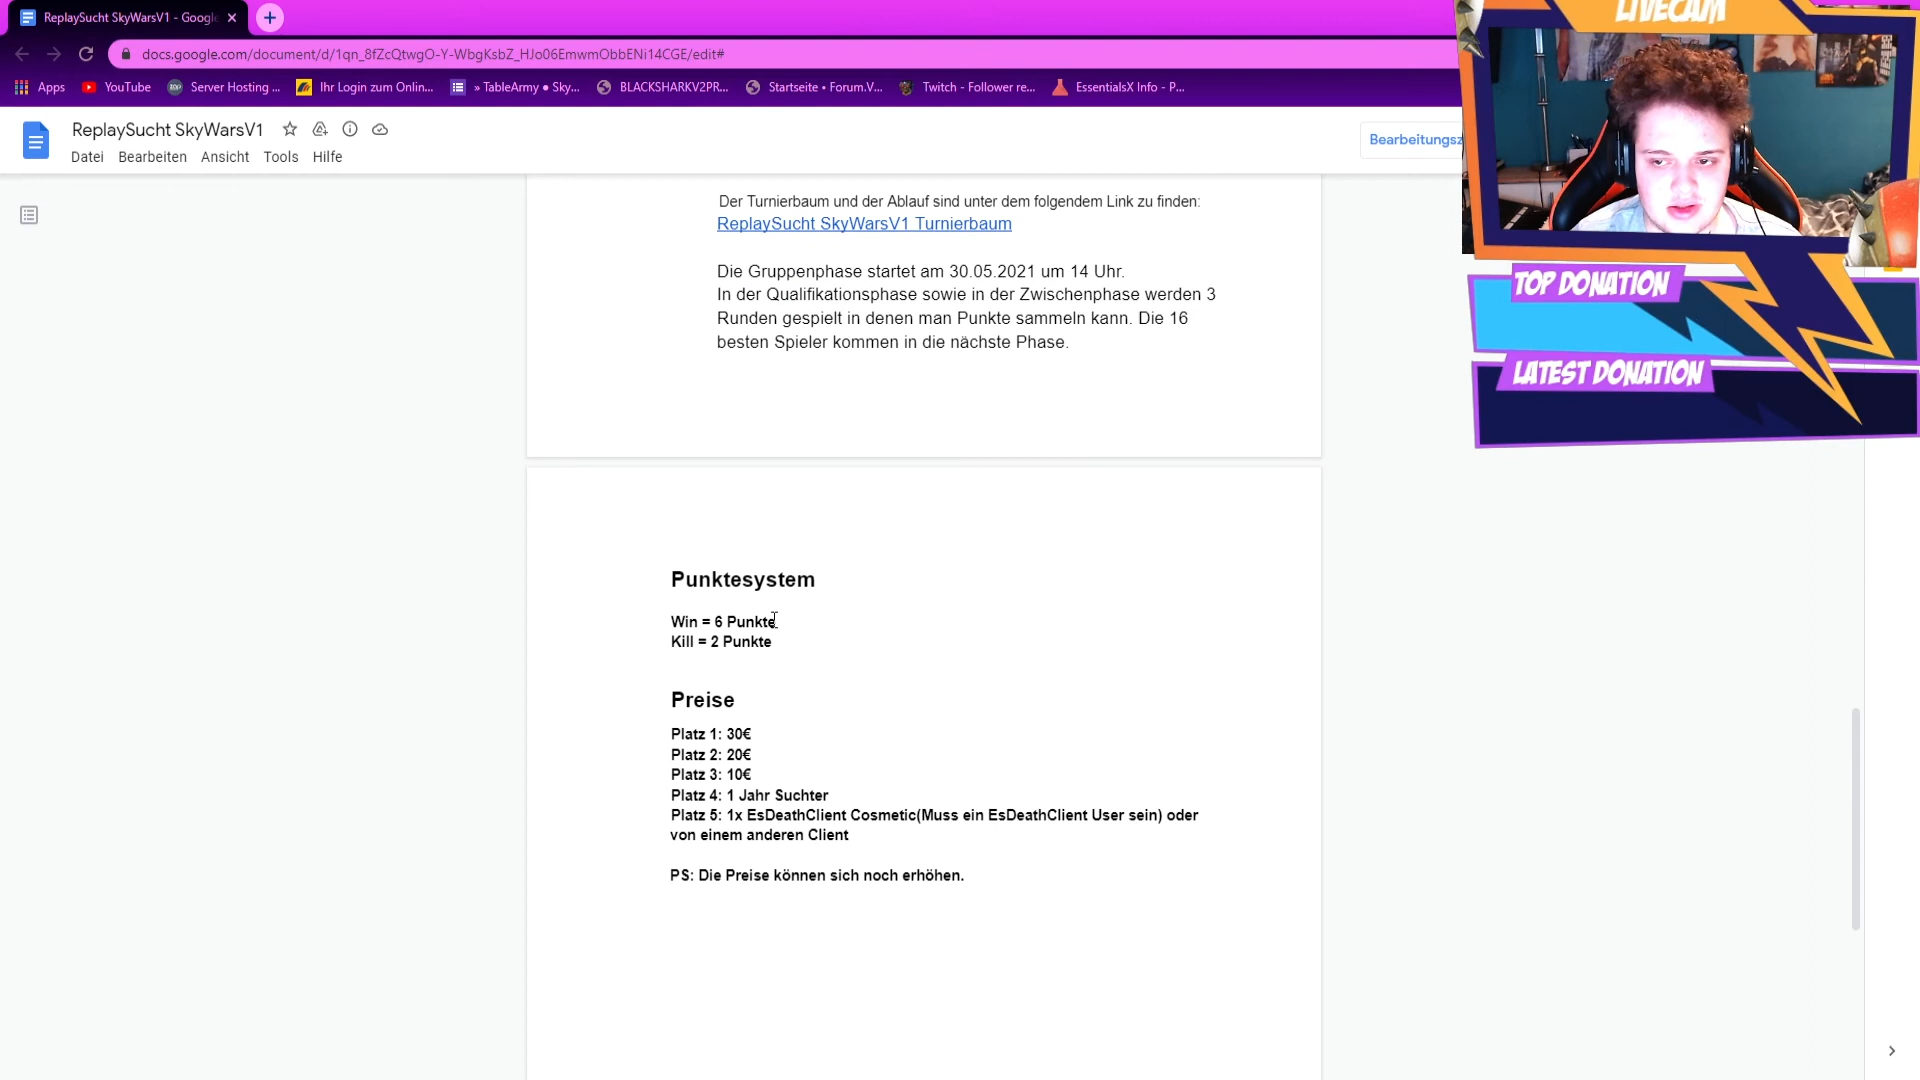 ReplaySucht SkyWarsV1 - Google
docs.google.com/document/d/1qn_8fZcQtwgO-Y-WbgKsbZ_HJo06EmwmObbENi14CGE/edit#
Apps YouTube Server Hosting ... Ihr Login zum Onlin... » TableArmy ● Sky... BLACKSHARKV2PR... Startseite • Forum.V... Twitch - Follower re... EssentialsX Info - P...
ReplaySucht SkyWarsV1
Datei Bearbeiten Ansicht Tools Hilfe
Bearbeitungsz
LIVECAM
TOP DONATION
LATEST DONATION
Der Turnierbaum und der Ablauf sind unter dem folgendem Link zu finden:
ReplaySucht SkyWarsV1 Turnierbaum
Die Gruppenphase startet am 30.05.2021 um 14 Uhr.
In der Qualifikationsphase sowie in der Zwischenphase werden 3
Runden gespielt in denen man Punkte sammeln kann. Die 16
besten Spieler kommen in die nächste Phase.
Punktesystem
Win = 6 Punkte
Kill = 2 Punkte
Preise
Platz 1: 30€
Platz 2: 20€
Platz 3: 10€
Platz 4: 1 Jahr Suchter
Platz 5: 1x EsDeathClient Cosmetic(Muss ein EsDeathClient User sein) oder
von einem anderen Client
PS: Die Preise können sich noch erhöhen.